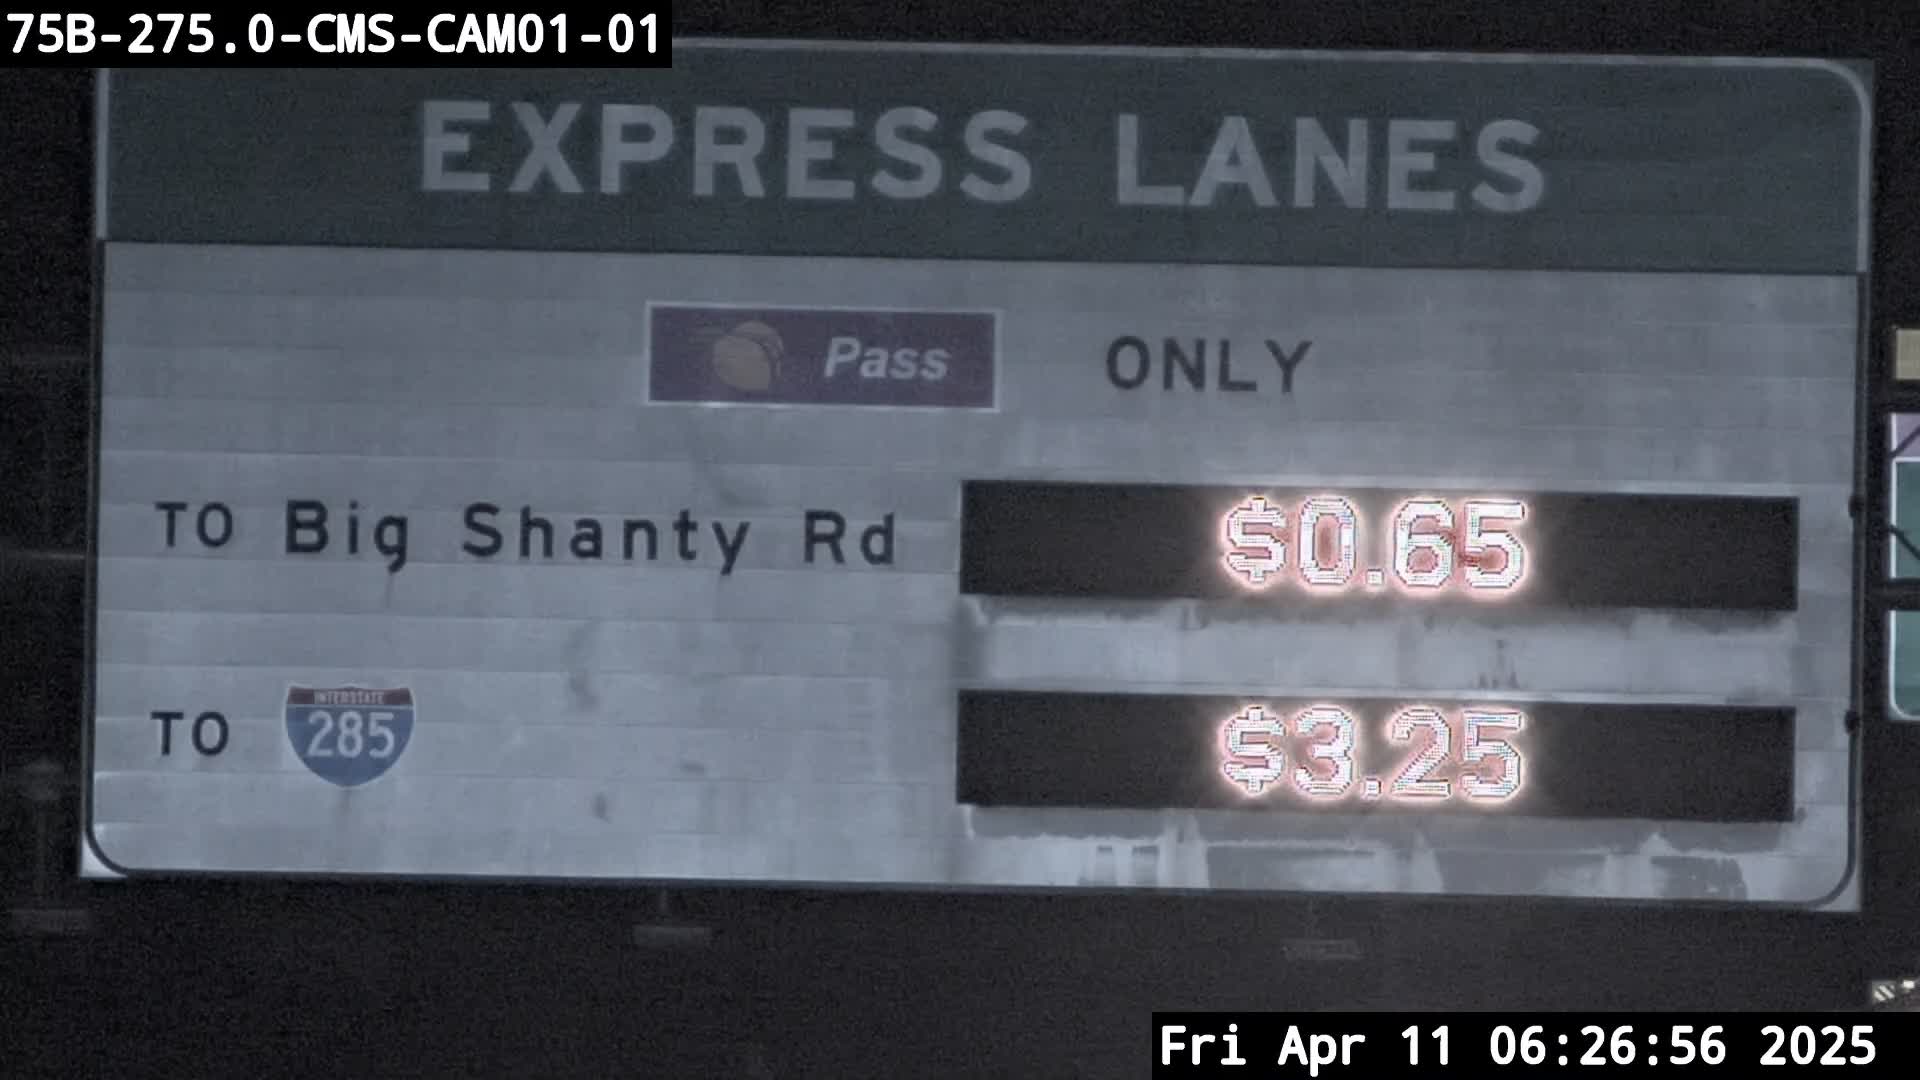 75B-275.0-CMS-CAM01-01
EXPRESS LANES
Pass ONLY
TO Big Shanty Rd $0.65
TO INTERSTATE 285 $3.25
Fri Apr 11 06:26:56 2025